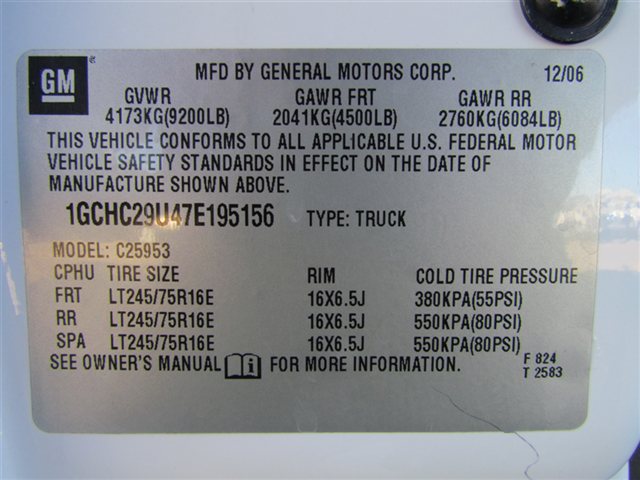 GM
MFD BY GENERAL MOTORS CORP. 12/06
GVWR GAWR FRT GAWR RR
4173KG(9200LB) 2041KG(4500LB) 2760KG(6084LB)
THIS VEHICLE CONFORMS TO ALL APPLICABLE U.S. FEDERAL MOTOR
VEHICLE SAFETY STANDARDS IN EFFECT ON THE DATE OF
MANUFACTURE SHOWN ABOVE.
1GCHC29U47E195156 TYPE: TRUCK
MODEL: C25953
CPHU TIRE SIZE RIM COLD TIRE PRESSURE
FRT LT245/75R16E 16X6.5J 380KPA(55PSI)
RR LT245/75R16E 16X6.5J 550KPA(80PSI)
SPA LT245/75R16E 16X6.5J 550KPA(80PSI)
SEE OWNER'S MANUAL FOR MORE INFORMATION.
F 824
T 2583